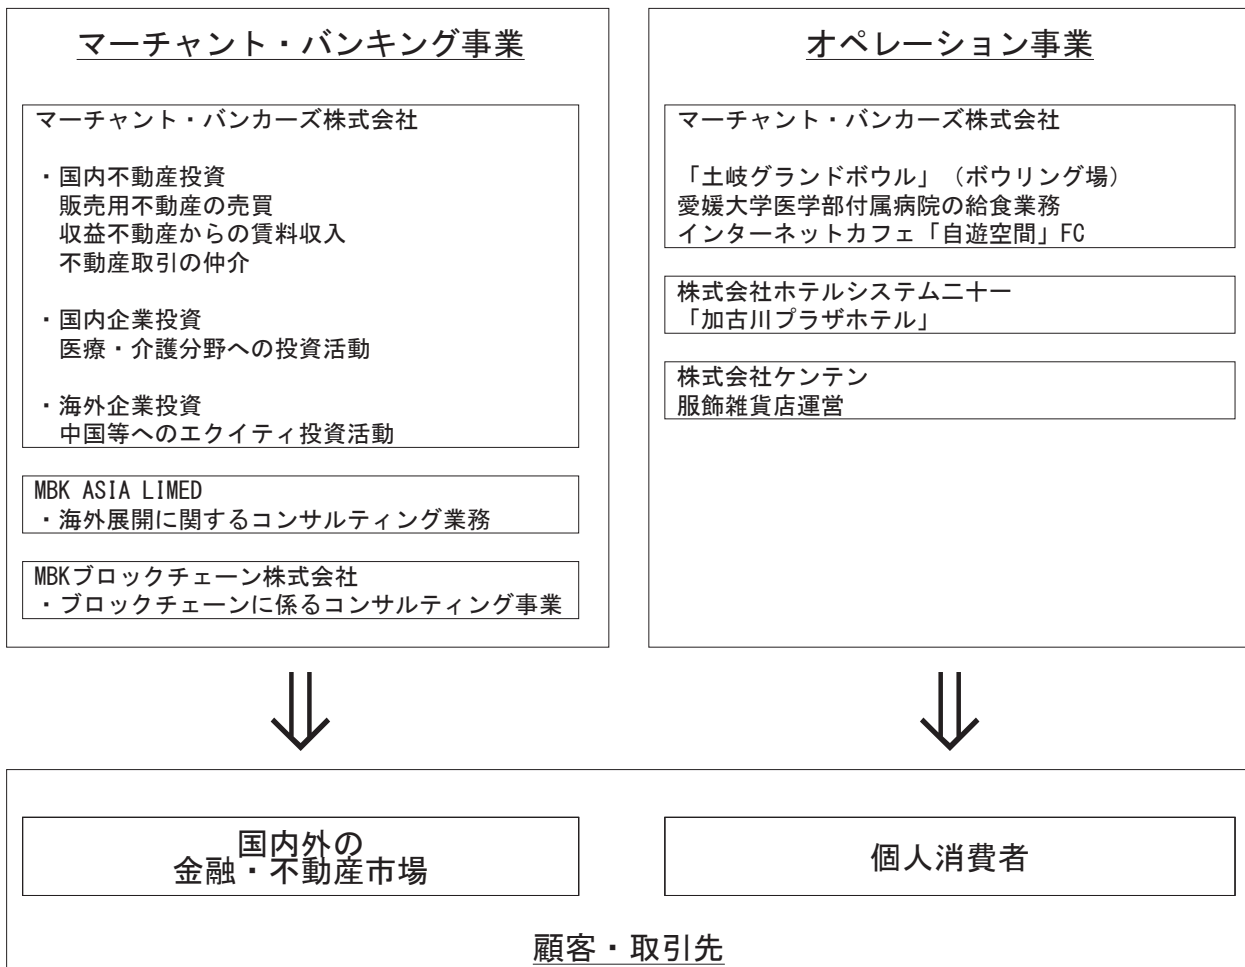 マーチャント・バンキング事業
マーチャント・バンカーズ株式会社
・国内不動産投資
販売用不動産の売買
収益不動産からの賃料収入
不動産取引の仲介
・国内企業投資
医療・介護分野への投資活動
・海外企業投資
中国等へのエクイティ投資活動
MBK ASIA LIMED
・海外展開に関するコンサルティング業務
MBKブロックチェーン株式会社
・ブロックチェーンに係るコンサルティング事業
オペレーション事業
マーチャント・バンカーズ株式会社
「土岐グランドボウル」（ボウリング場）
愛媛大学医学部付属病院の給食業務
インターネットカフェ「自遊空間」FC
株式会社ホテルシステム二十一
「加古川プラザホテル」
株式会社ケンテン
服飾雑貨店運営
国内外の
金融・不動産市場
個人消費者
顧客・取引先